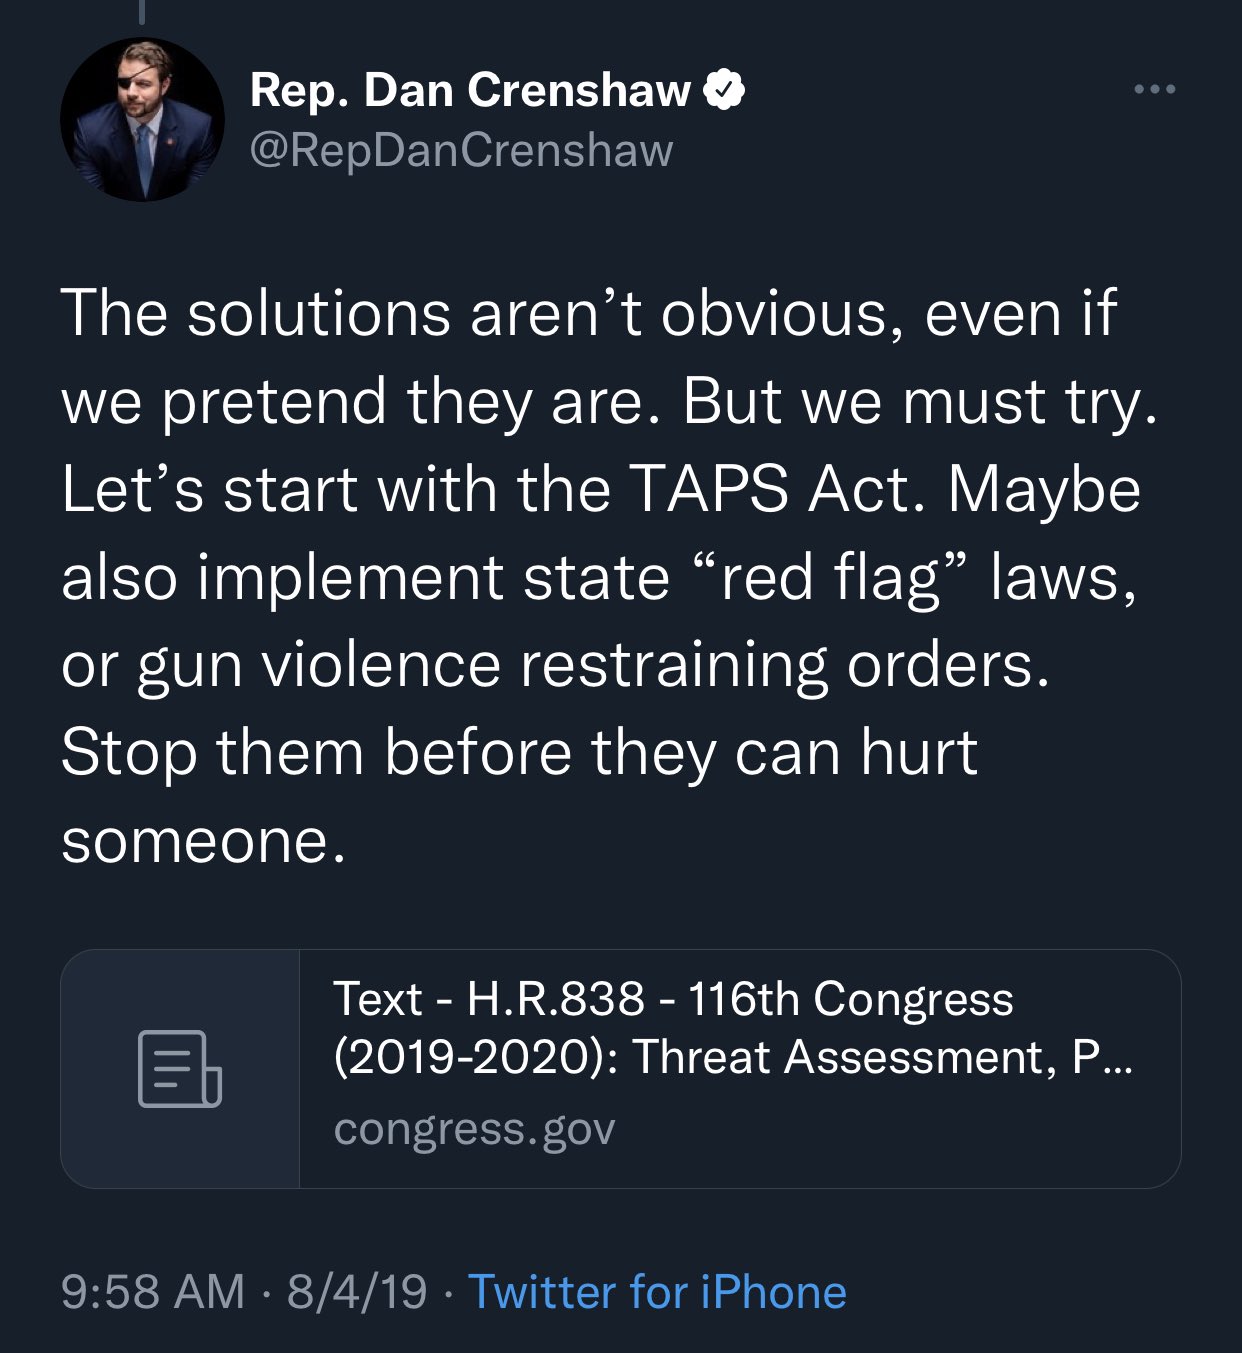 Rep. Dan Crenshaw
@RepDanCrenshaw
The solutions aren’t obvious, even if
we pretend they are. But we must try.
Let’s start with the TAPS Act. Maybe
also implement state “red flag” laws,
or gun violence restraining orders.
Stop them before they can hurt
someone.
Text - H.R.838 - 116th Congress
(2019-2020): Threat Assessment, P...
congress.gov
9:58 AM · 8/4/19 · Twitter for iPhone